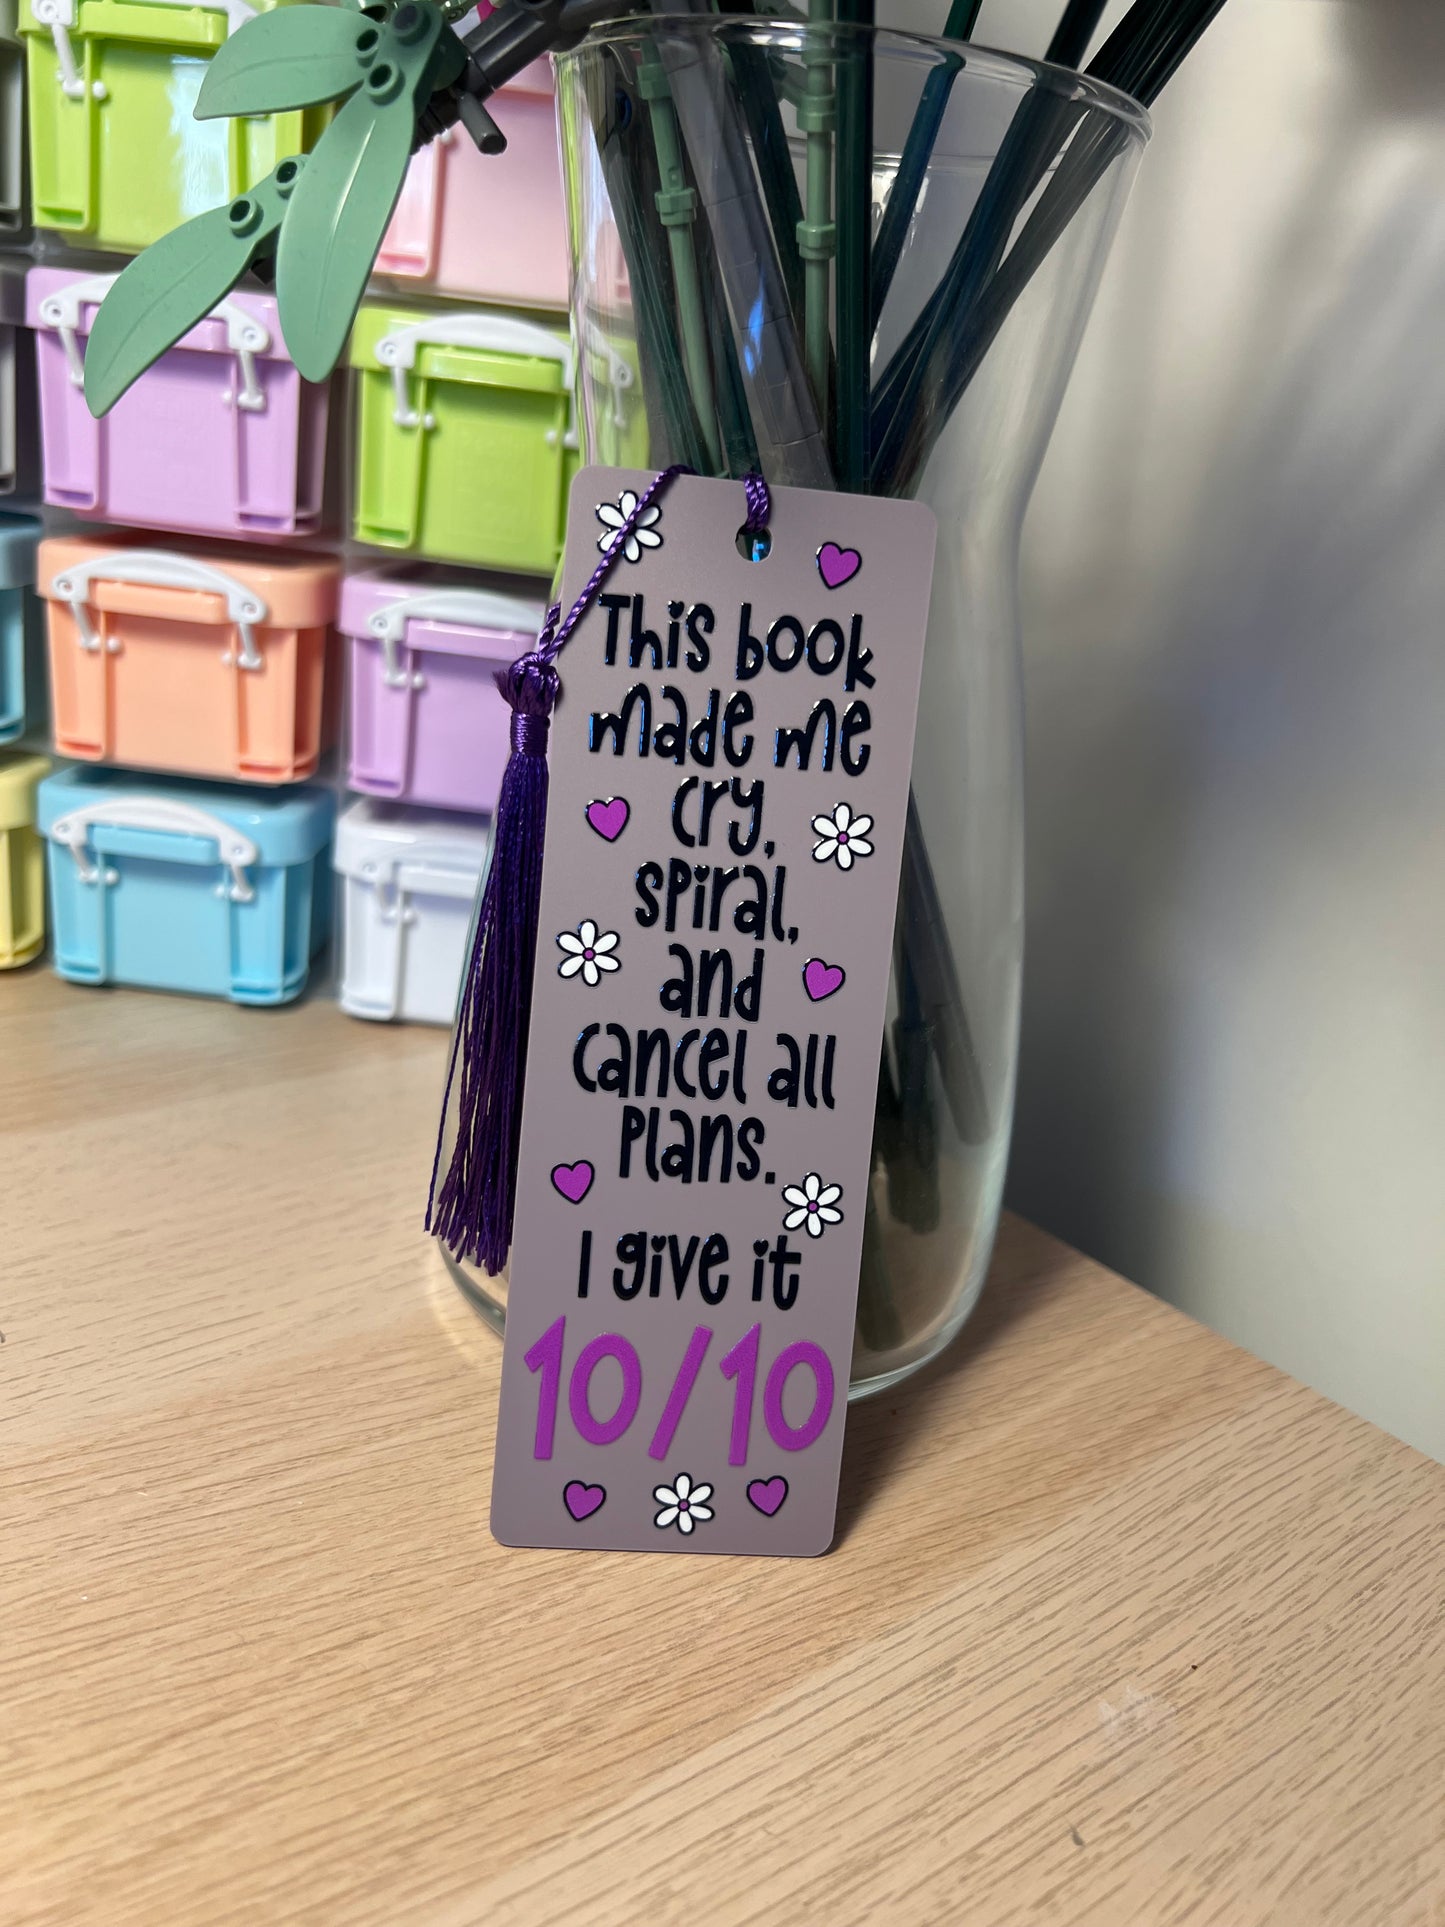 This book
made me
cry,
spiral,
and
cancel all
plans.
I give it
10/10